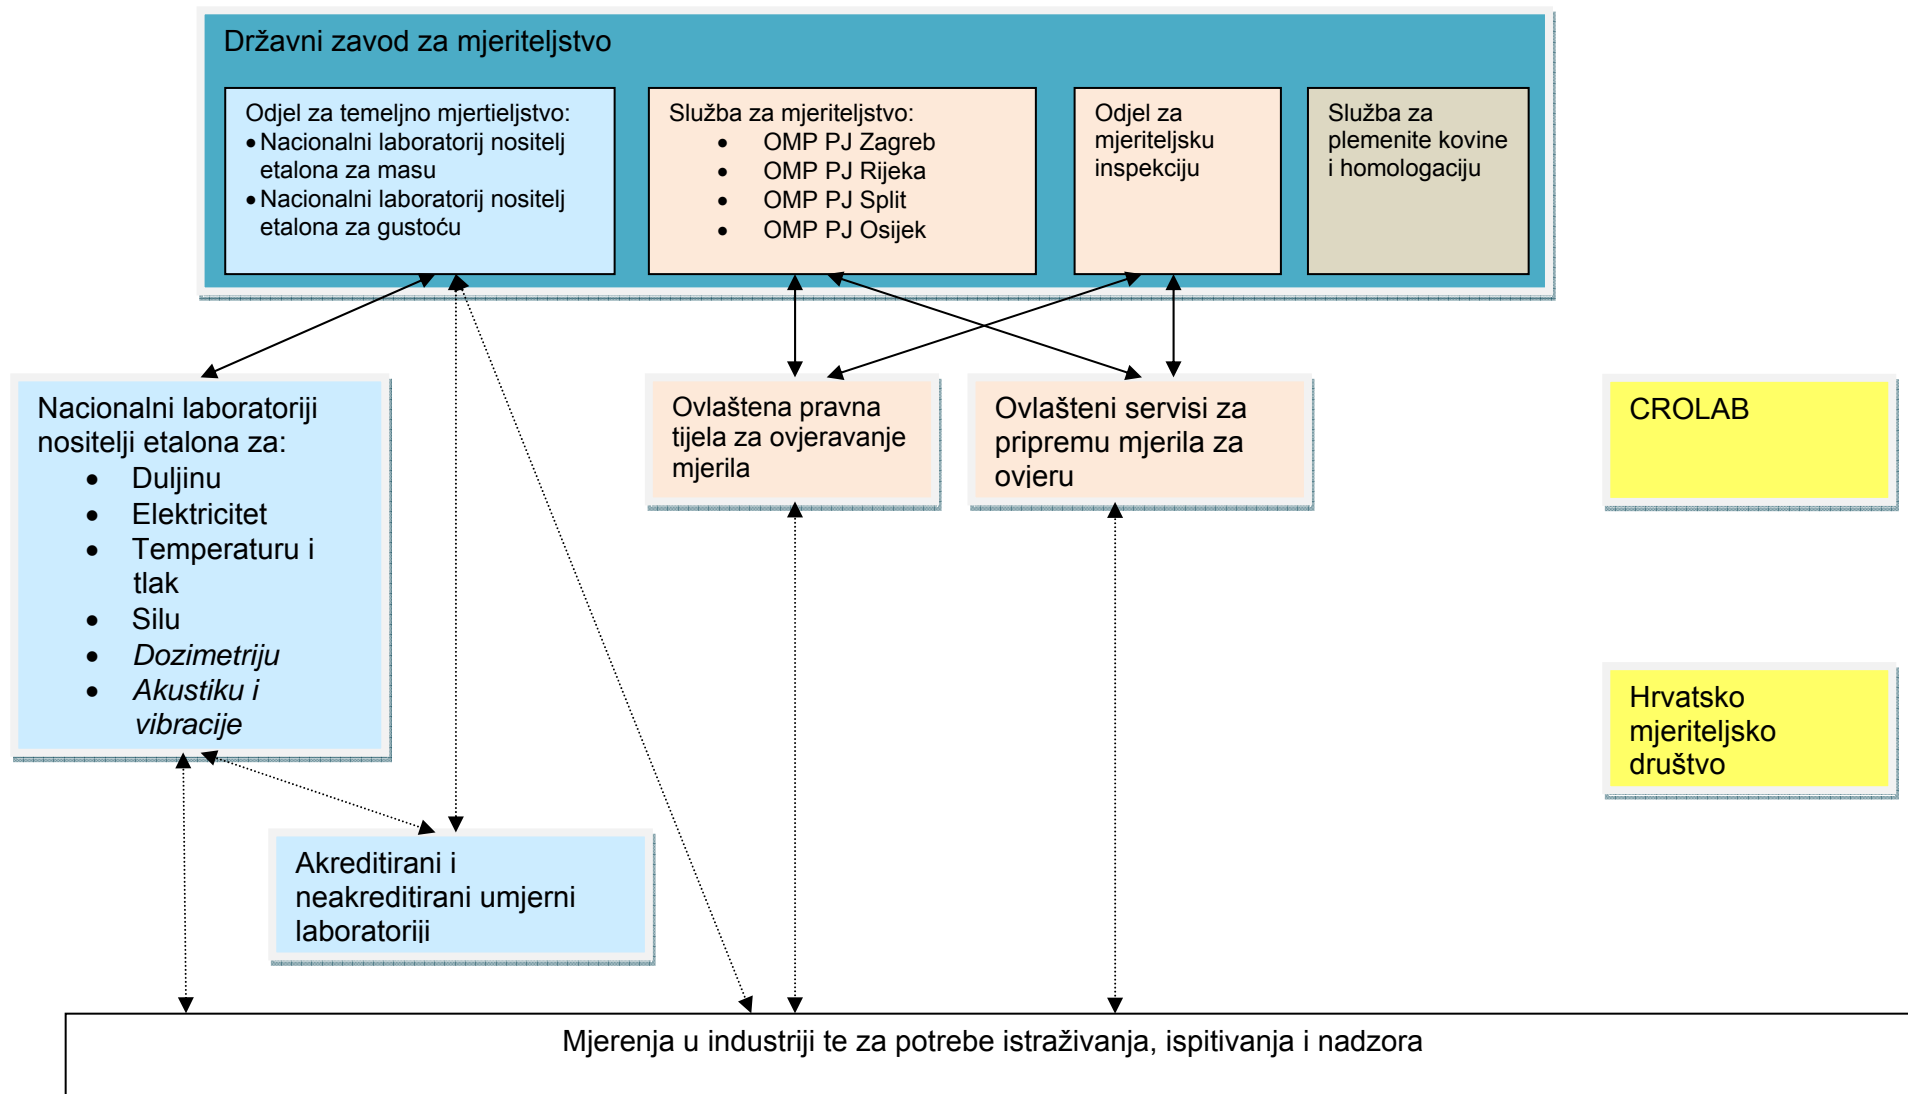 Državni zavod za mjeriteljstvo
Odjel za temeljno mjertieljstvo:
• Nacionalni laboratorij nositelj
etalona za masu
• Nacionalni laboratorij nositelj
etalona za gustoću
Služba za mjeriteljstvo:
• OMP PJ Zagreb
• OMP PJ Rijeka
• OMP PJ Split
• OMP PJ Osijek
Odjel za
mjeriteljsku
inspekciju
Služba za
plemenite kovine
i homologaciju
Nacionalni laboratoriji
nositelji etalona za:
• Duljinu
• Elektricitet
• Temperaturu i
tlak
• Silu
• Dozimetriju
• Akustiku i
vibracije
Ovlaštena pravna
tijela za ovjeravanje
mjerila
Ovlašteni servisi za
pripremu mjerila za
ovjeru
CROLAB
Hrvatsko
mjeriteljsko
društvo
Akreditirani i
neakreditirani umjerni
laboratoriji
Mjerenja u industriji te za potrebe istraživanja, ispitivanja i nadzora